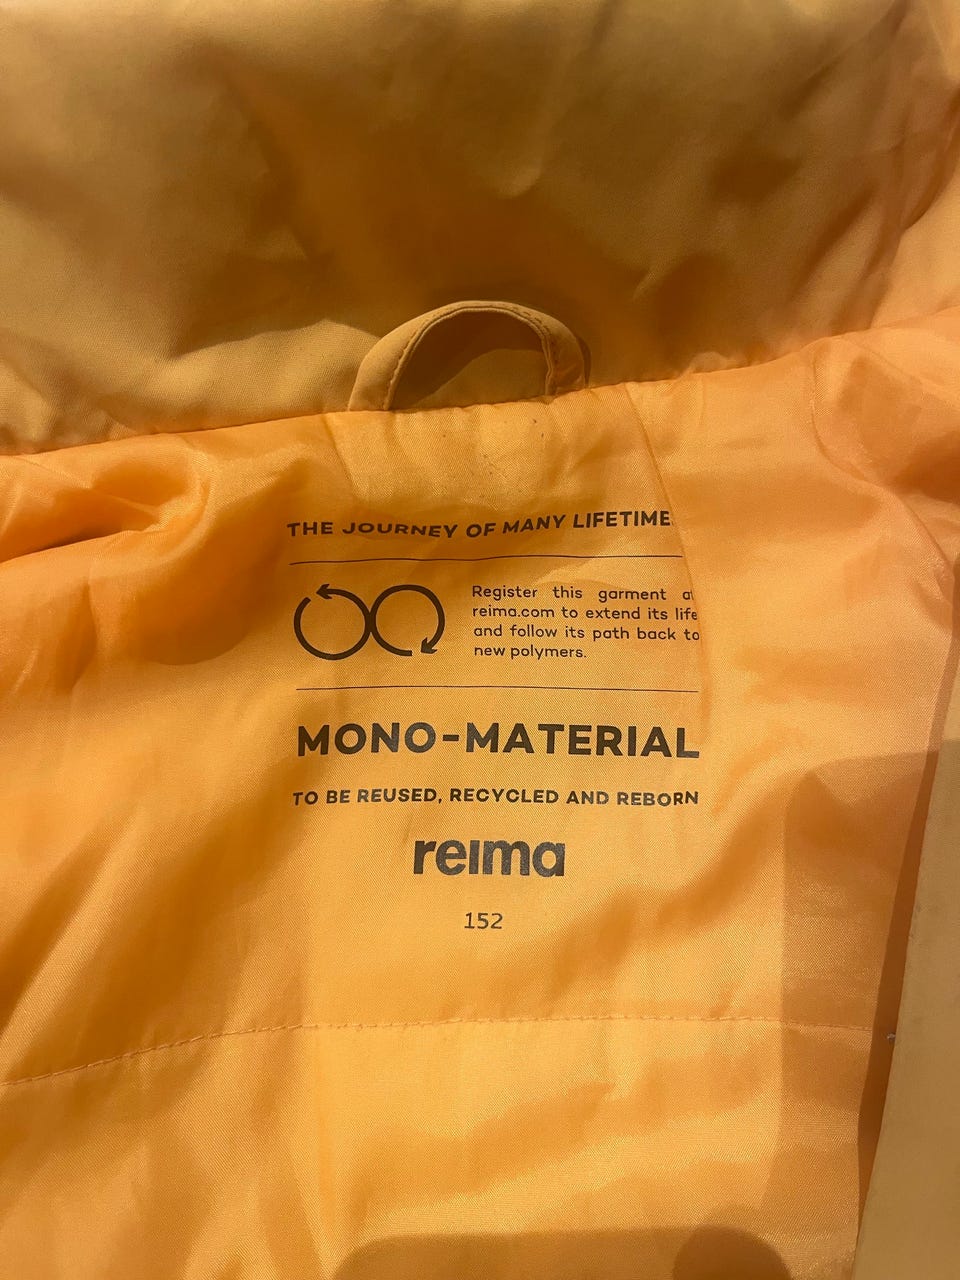 THE JOURNEY OF MANY LIFETIME
Register this garment
reima.com to extend its life
and follow its path back to
new polymers.
MONO-MATERIAL
TO BE REUSED, RECYCLED AND REBORN
reima
152